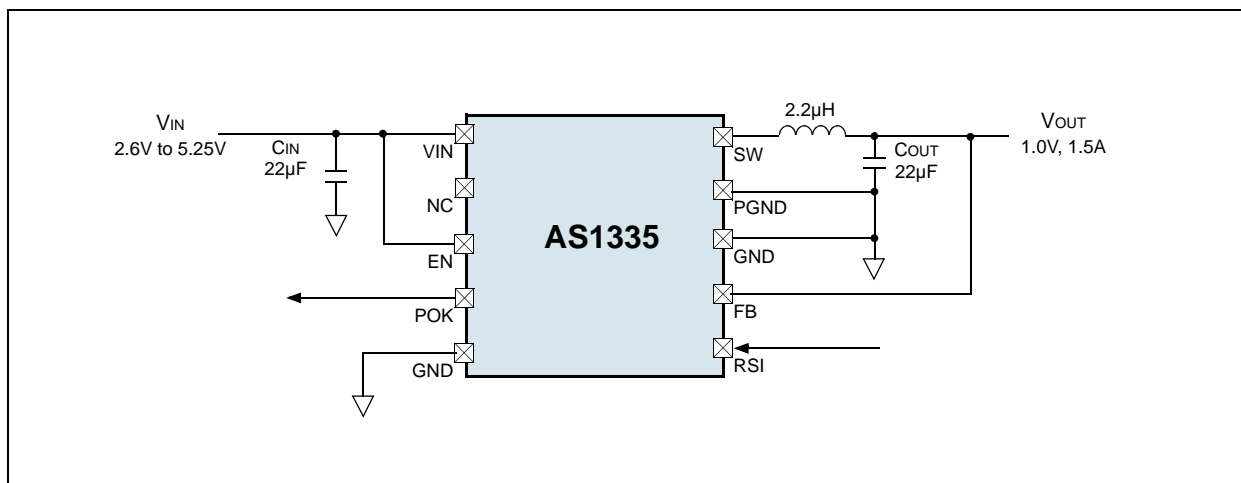 VIN
2.6V to 5.25V
CIN
22µF
VIN
NC
EN
POK
GND
AS1335
SW
PGND
GND
FB
RSI
2.2µH
COUT
22µF
VOUT
1.0V, 1.5A